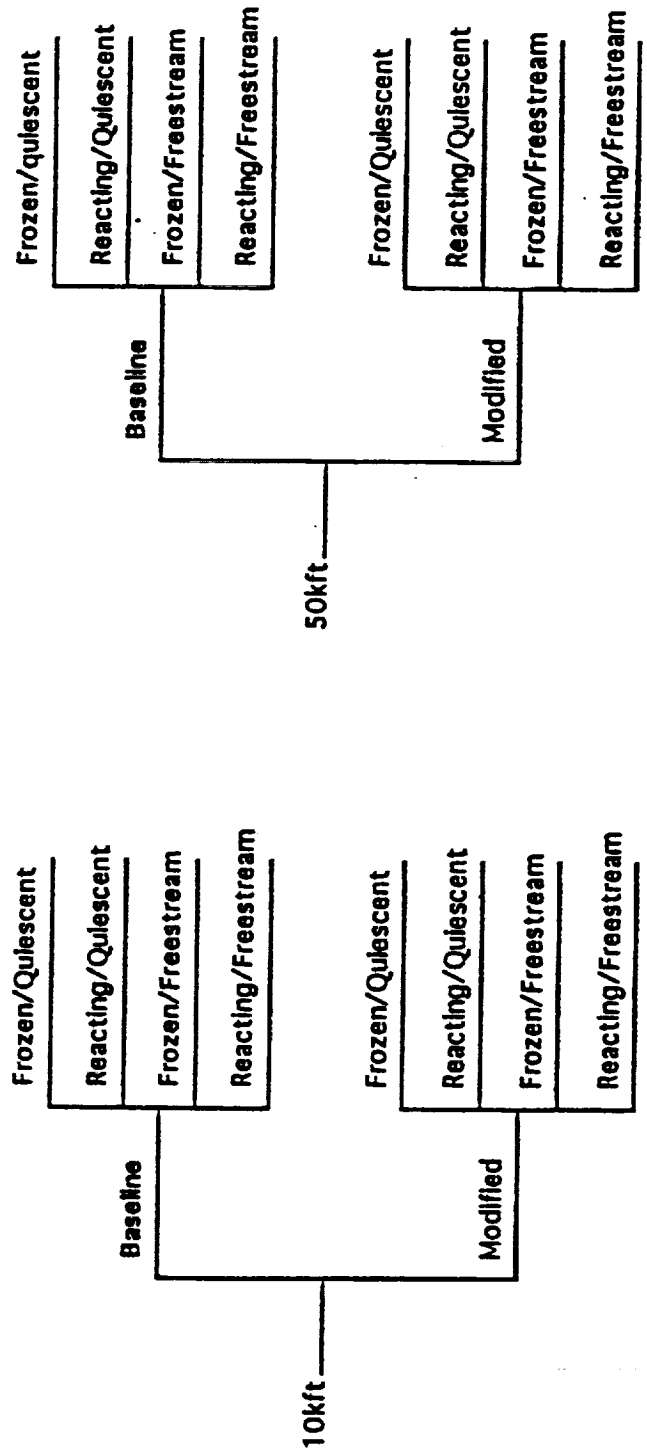 10kft
Baseline
Frozen/Quiescent
Reacting/Quiescent
Frozen/Freestream
Reacting/Freestream
Modified
Frozen/Quiescent
Reacting/Quiescent
Frozen/Freestream
Reacting/Freestream
50kft
Baseline
Frozen/quiescent
Reacting/Quiescent
Frozen/Freestream
Reacting/Freestream
Modified
Frozen/Quiescent
Reacting/Quiescent
Frozen/Freestream
Reacting/Freestream